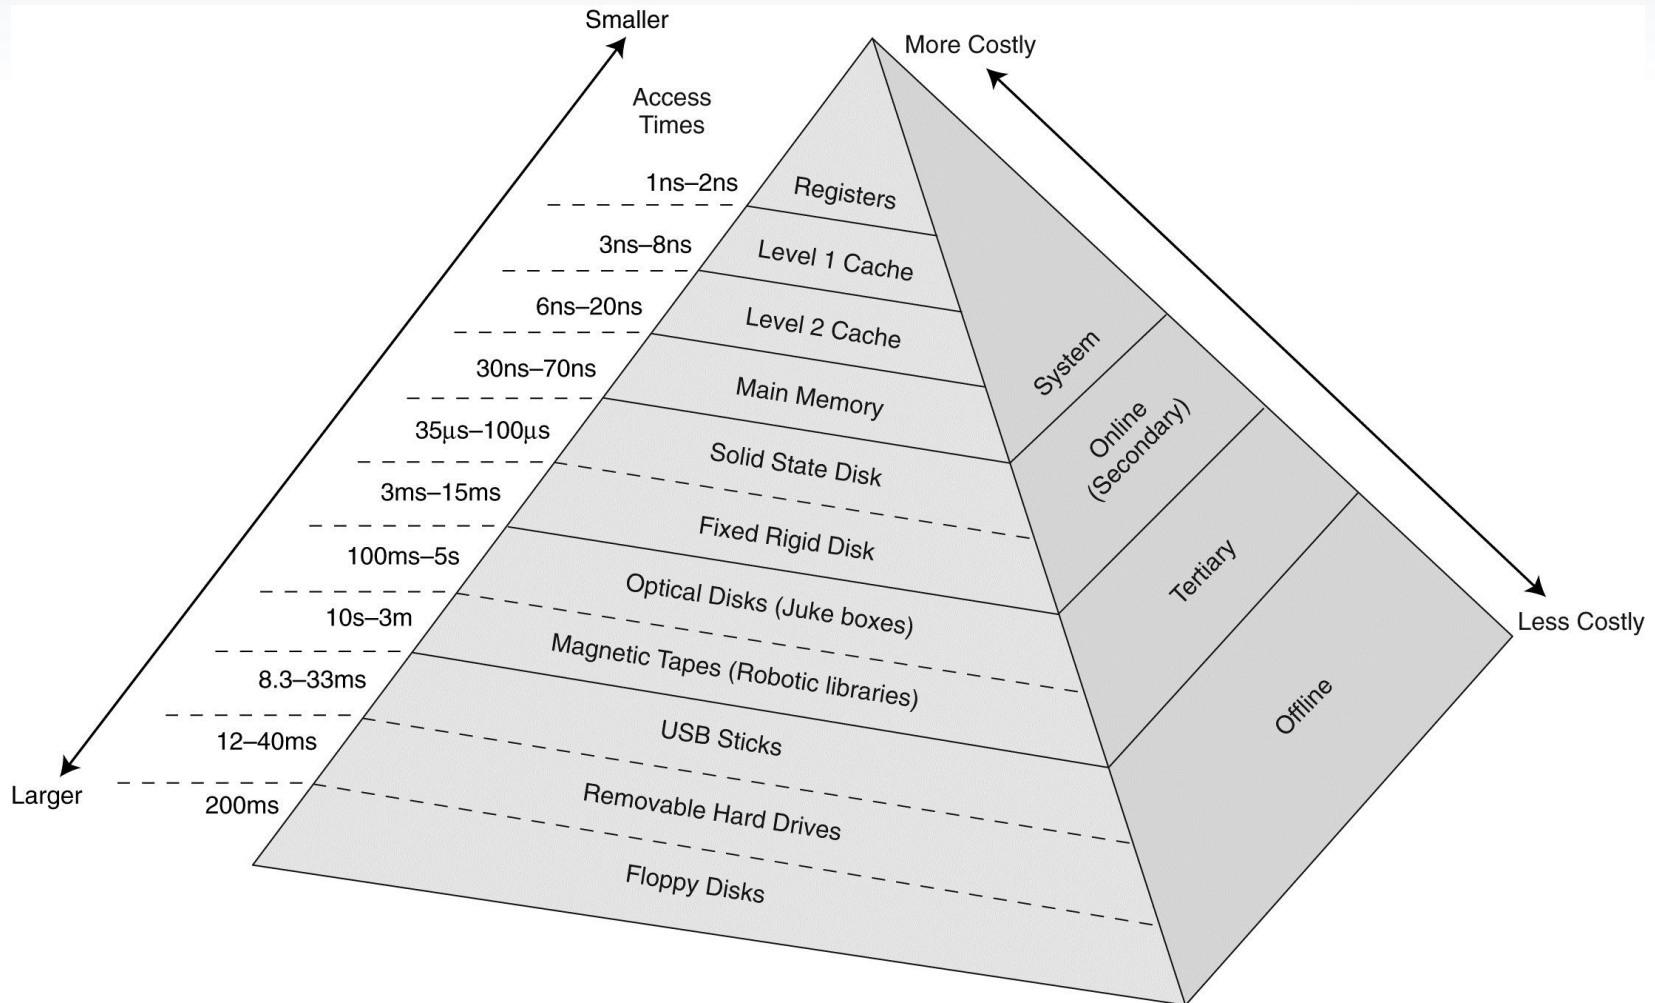 Smaller
More Costly
Access
Times
1ns–2ns
Registers
3ns–8ns
Level 1 Cache
6ns–20ns
Level 2 Cache
30ns–70ns
Main Memory
System
35μs–100μs
Solid State Disk
Online
(Secondary)
3ms–15ms
Fixed Rigid Disk
100ms–5s
Optical Disks (Juke boxes)
Tertiary
10s–3m
Magnetic Tapes (Robotic libraries)
Less Costly
8.3–33ms
USB Sticks
Offline
12–40ms
Removable Hard Drives
Larger
200ms
Floppy Disks